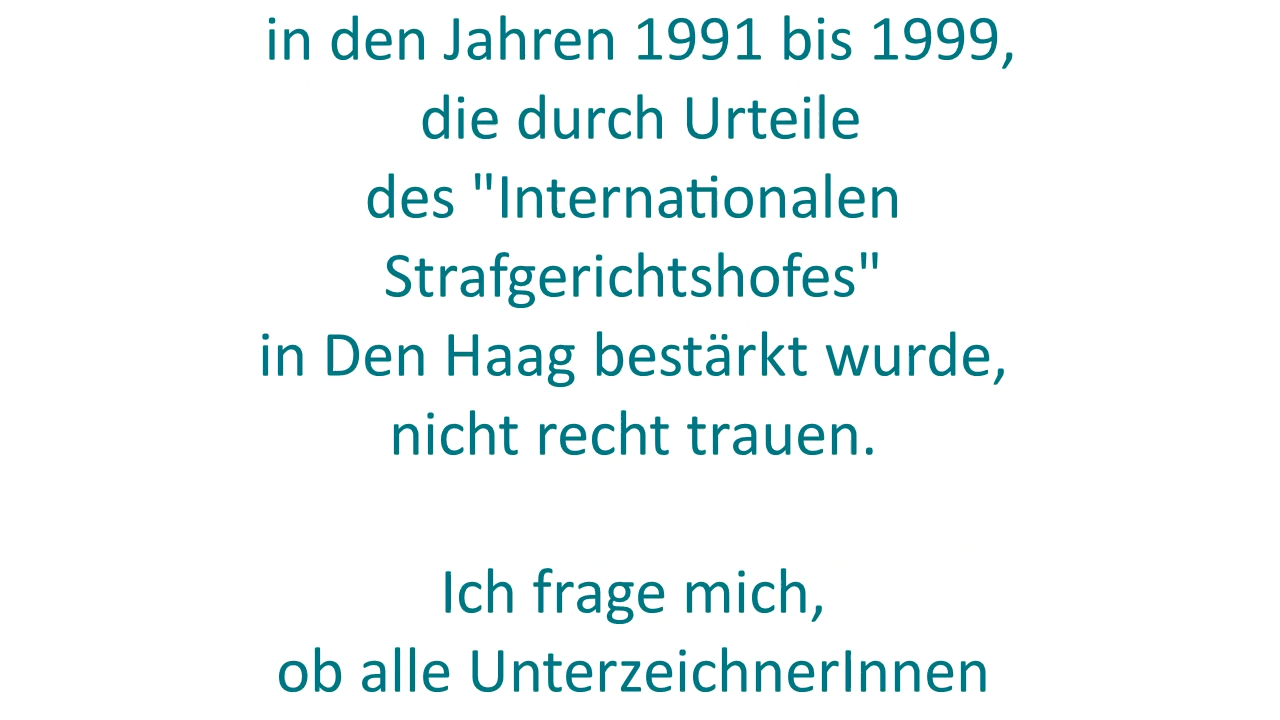 in den Jahren 1991 bis 1999,
die durch Urteile
des "Internationalen
Strafgerichtshofes"
in Den Haag bestärkt wurde,
nicht recht trauen.
Ich frage mich,
ob alle UnterzeichnerInnen